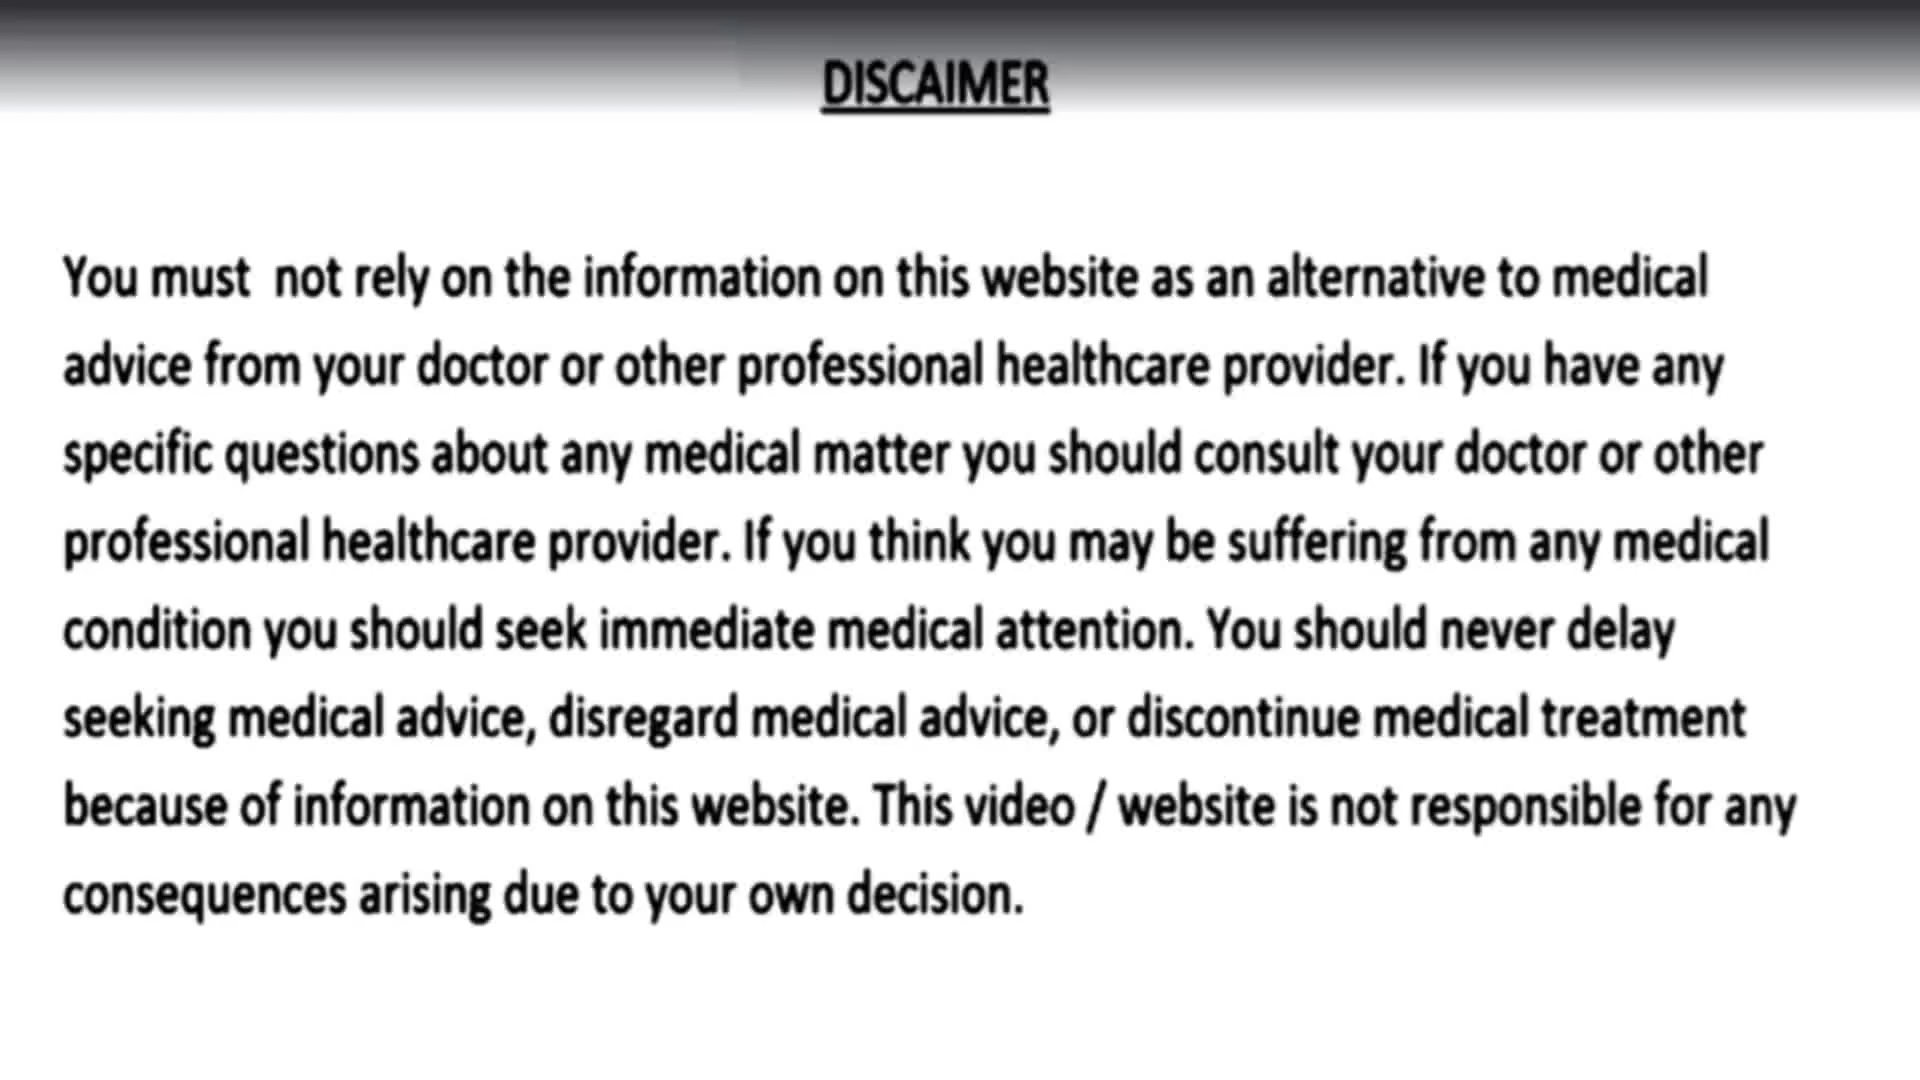 DISCAIMER
You must  not rely on the information on this website as an alternative to medical
advice from your doctor or other professional healthcare provider. If you have any
specific questions about any medical matter you should consult your doctor or other
professional healthcare provider. If you think you may be suffering from any medical
condition you should seek immediate medical attention. You should never delay
seeking medical advice, disregard medical advice, or discontinue medical treatment
because of information on this website. This video / website is not responsible for any
consequences arising due to your own decision.